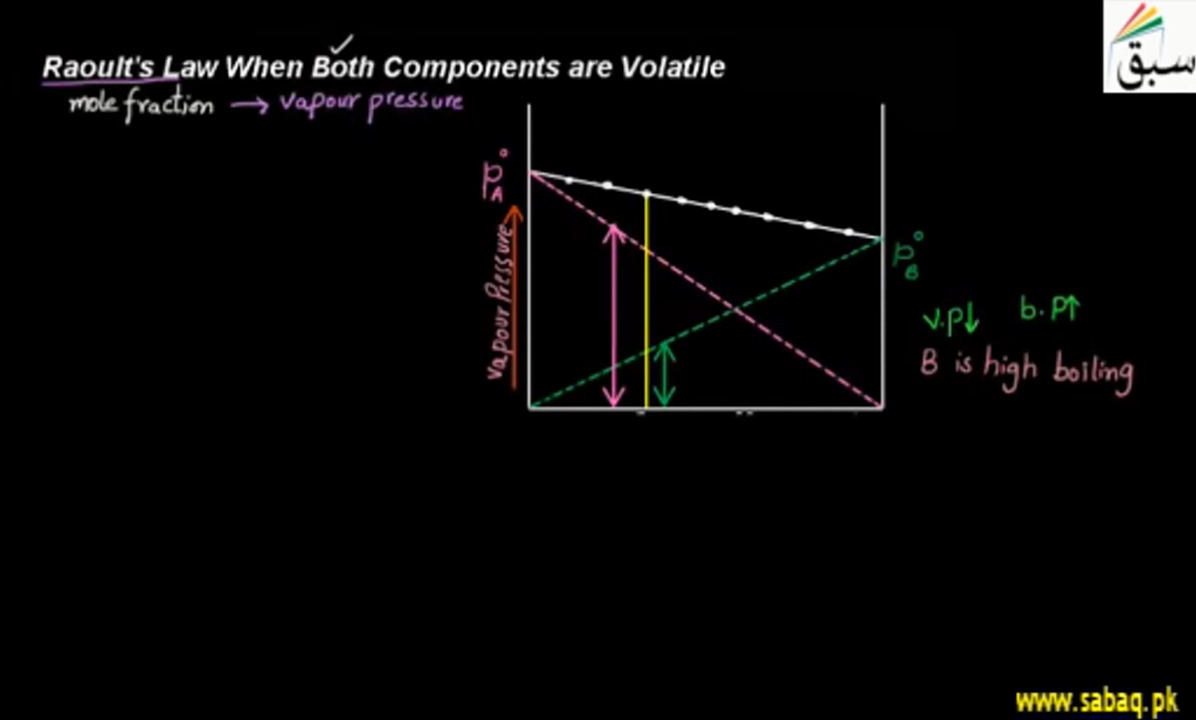 سبق
Raoult's Law When Both Components are Volatile
mole fraction → vapour pressure
p°A
Vapour Pressure
p°B
v.p↓ b.p↑
B is high boiling
www.sabaq.pk